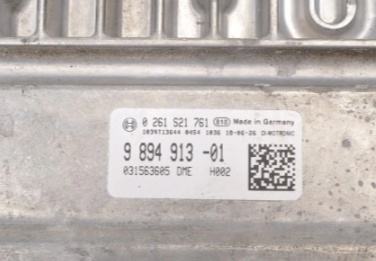 0 261 S21 761 Made in Germany
1039T13644 0454 1036 18-06-26
9 894 913 -01
031563605 DME H002